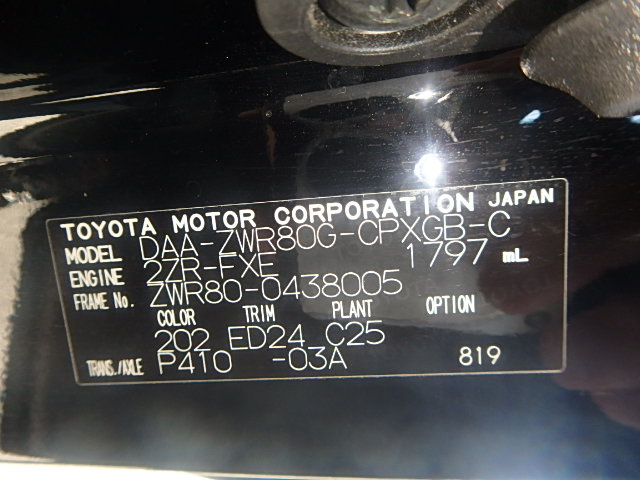 TOYOTA MOTOR CORPORATION JAPAN
MODEL DAA-ZWR80G-CPXGB-C
ENGINE 2ZR-FXE 1797 mL
FRAME No. ZWR80-0438005
COLOR TRIM PLANT OPTION
202 ED24 C25
TRANS./AXLE P410 -03A 819